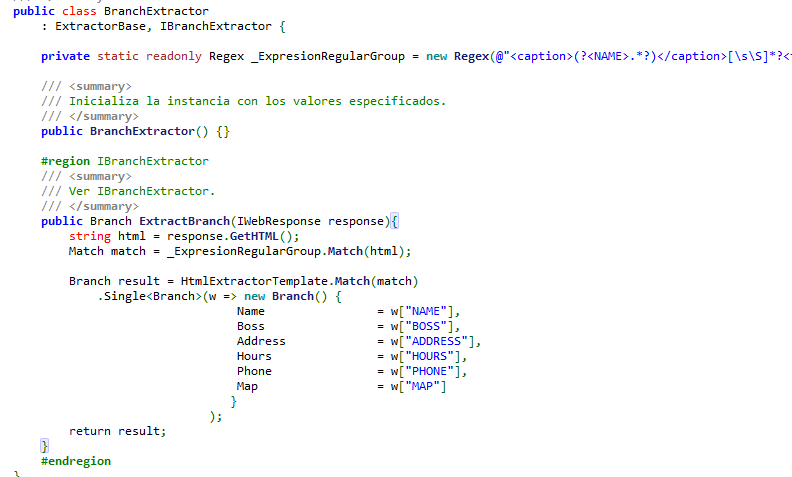 public class BranchExtractor
    : ExtractorBase, IBranchExtractor {
    private static readonly Regex _ExpresionRegularGroup = new Regex(@"<caption>(?<NAME>.*?)</caption>[\s\S]*?<
    /// <summary>
    /// Inicializa la instancia con los valores especificados.
    /// </summary>
    public BranchExtractor() {}
    #region IBranchExtractor
    /// <summary>
    /// Ver IBranchExtractor.
    /// </summary>
    public Branch ExtractBranch(IWebResponse response){
        string html = response.GetHTML();
        Match match = _ExpresionRegularGroup.Match(html);
        Branch result = HtmlExtractorTemplate.Match(match)
            .Single<Branch>(w => new Branch() {
                                Name                = w["NAME"],
                                Boss                = w["BOSS"],
                                Address             = w["ADDRESS"],
                                Hours               = w["HOURS"],
                                Phone               = w["PHONE"],
                                Map                 = w["MAP"]
                               }
                            );
        return result;
    }
    #endregion
}